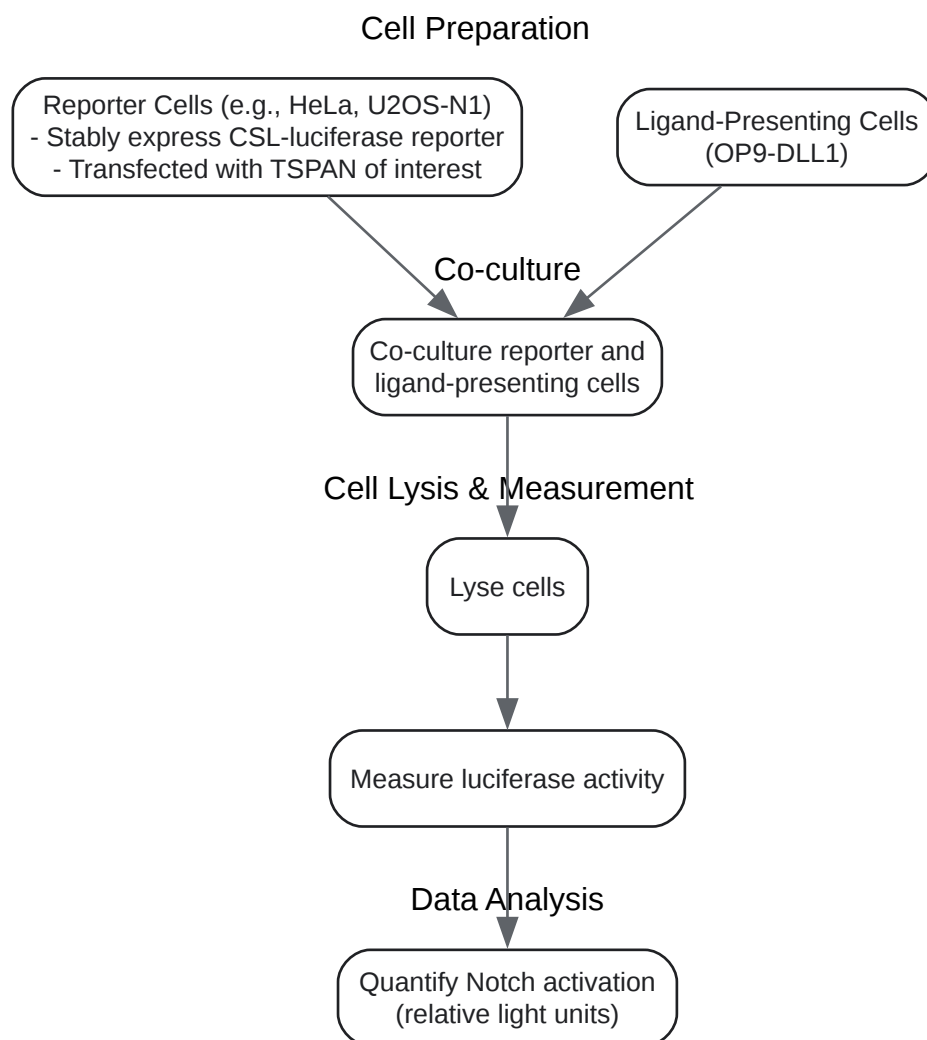 Cell Preparation
Reporter Cells (e.g., HeLa, U2OS-N1)
- Stably express CSL-luciferase reporter
- Transfected with TSPAN of interest
Ligand-Presenting Cells
(OP9-DLL1)
Co-culture
Co-culture reporter and
ligand-presenting cells
Cell Lysis & Measurement
Lyse cells
Measure luciferase activity
Data Analysis
Quantify Notch activation
(relative light units)